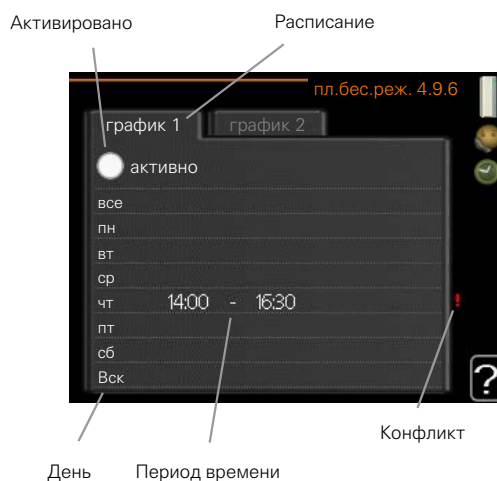 Активировано
Расписание
пл.бес.реж. 4.9.6
график 1
график 2
активно
все
пн
вт
ср
чт 14:00 - 16:30
пт
сб
Вск
?
Конфликт
День
Период времени